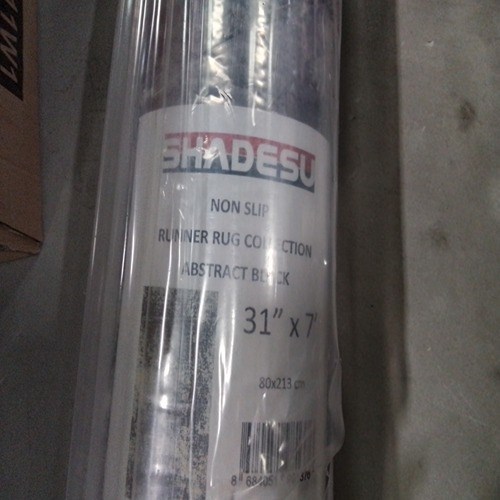 SHADESU
NON SLIP
RUNNER RUG COLLECTION
ABSTRACT BLACK
31" x 7'
80x213 cm